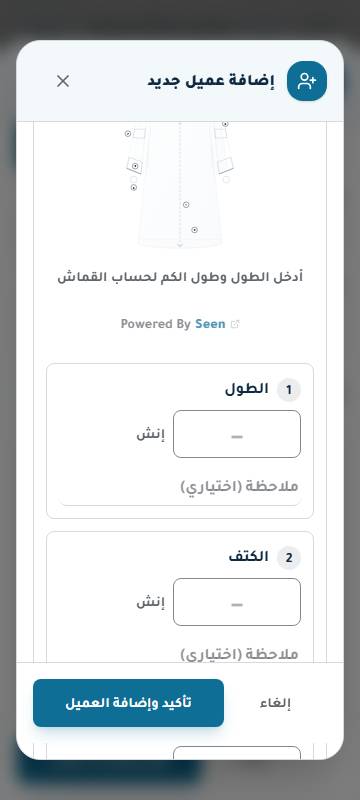 إضافة عميل جديد
أدخل الطول وطول الكم لحساب القماش
Powered By Seen
1 الطول
— إنش
ملاحظة (اختياري)
2 الكتف
— إنش
ملاحظة (اختياري)
إلغاء
تأكيد وإضافة العميل